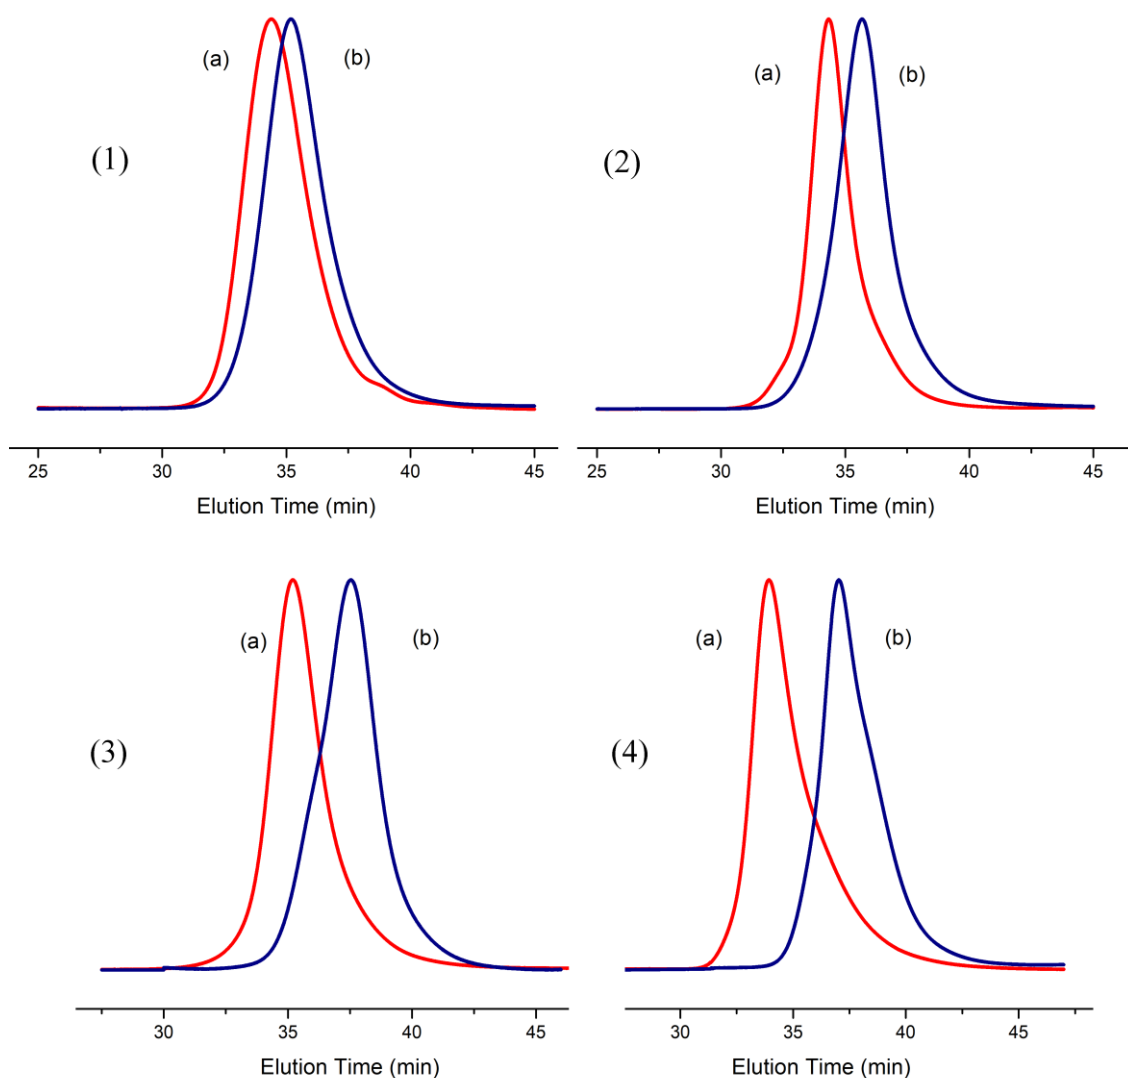 (a) (b) (a) (b)
(1) (2)
25 30 35 40 45 25 30 35 40 45
Elution Time (min) Elution Time (min)
(a) (b) (a) (b)
(3) (4)
30 35 40 45 30 35 40 45
Elution Time (min) Elution Time (min)